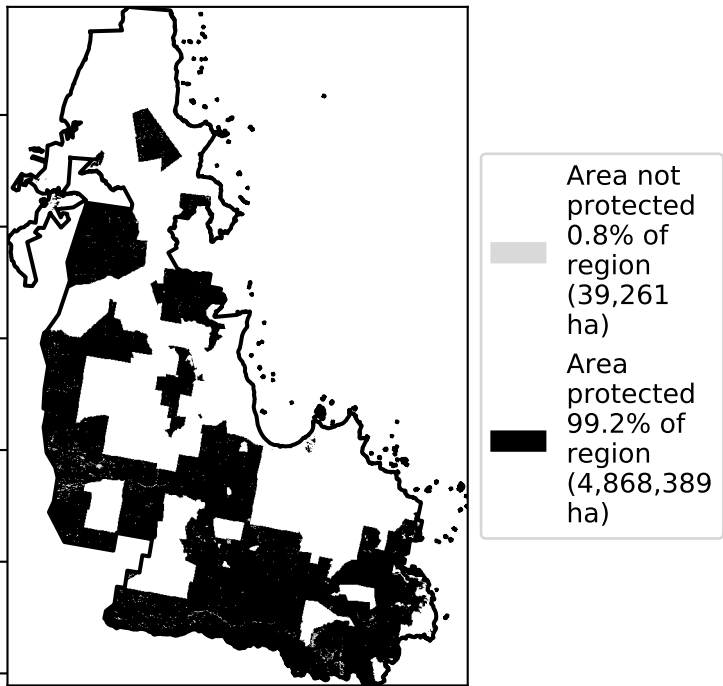 Area not
protected
0.8% of
region
(39,261
ha)
Area
protected
99.2% of
region
(4,868,389
ha)